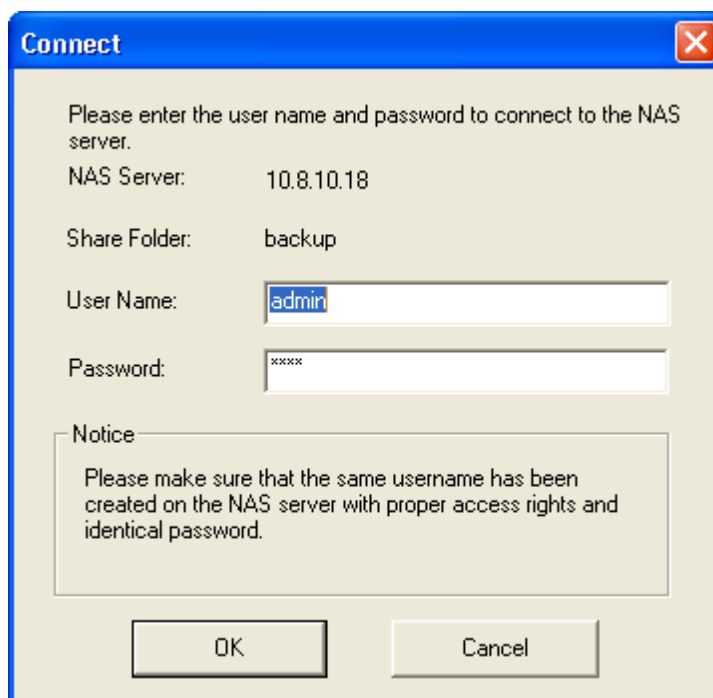 Connect
Please enter the user name and password to connect to the NAS
server.
NAS Server: 10.8.10.18
Share Folder: backup
User Name: admin
Password: ****
Notice
Please make sure that the same username has been
created on the NAS server with proper access rights and
identical password.
OK Cancel